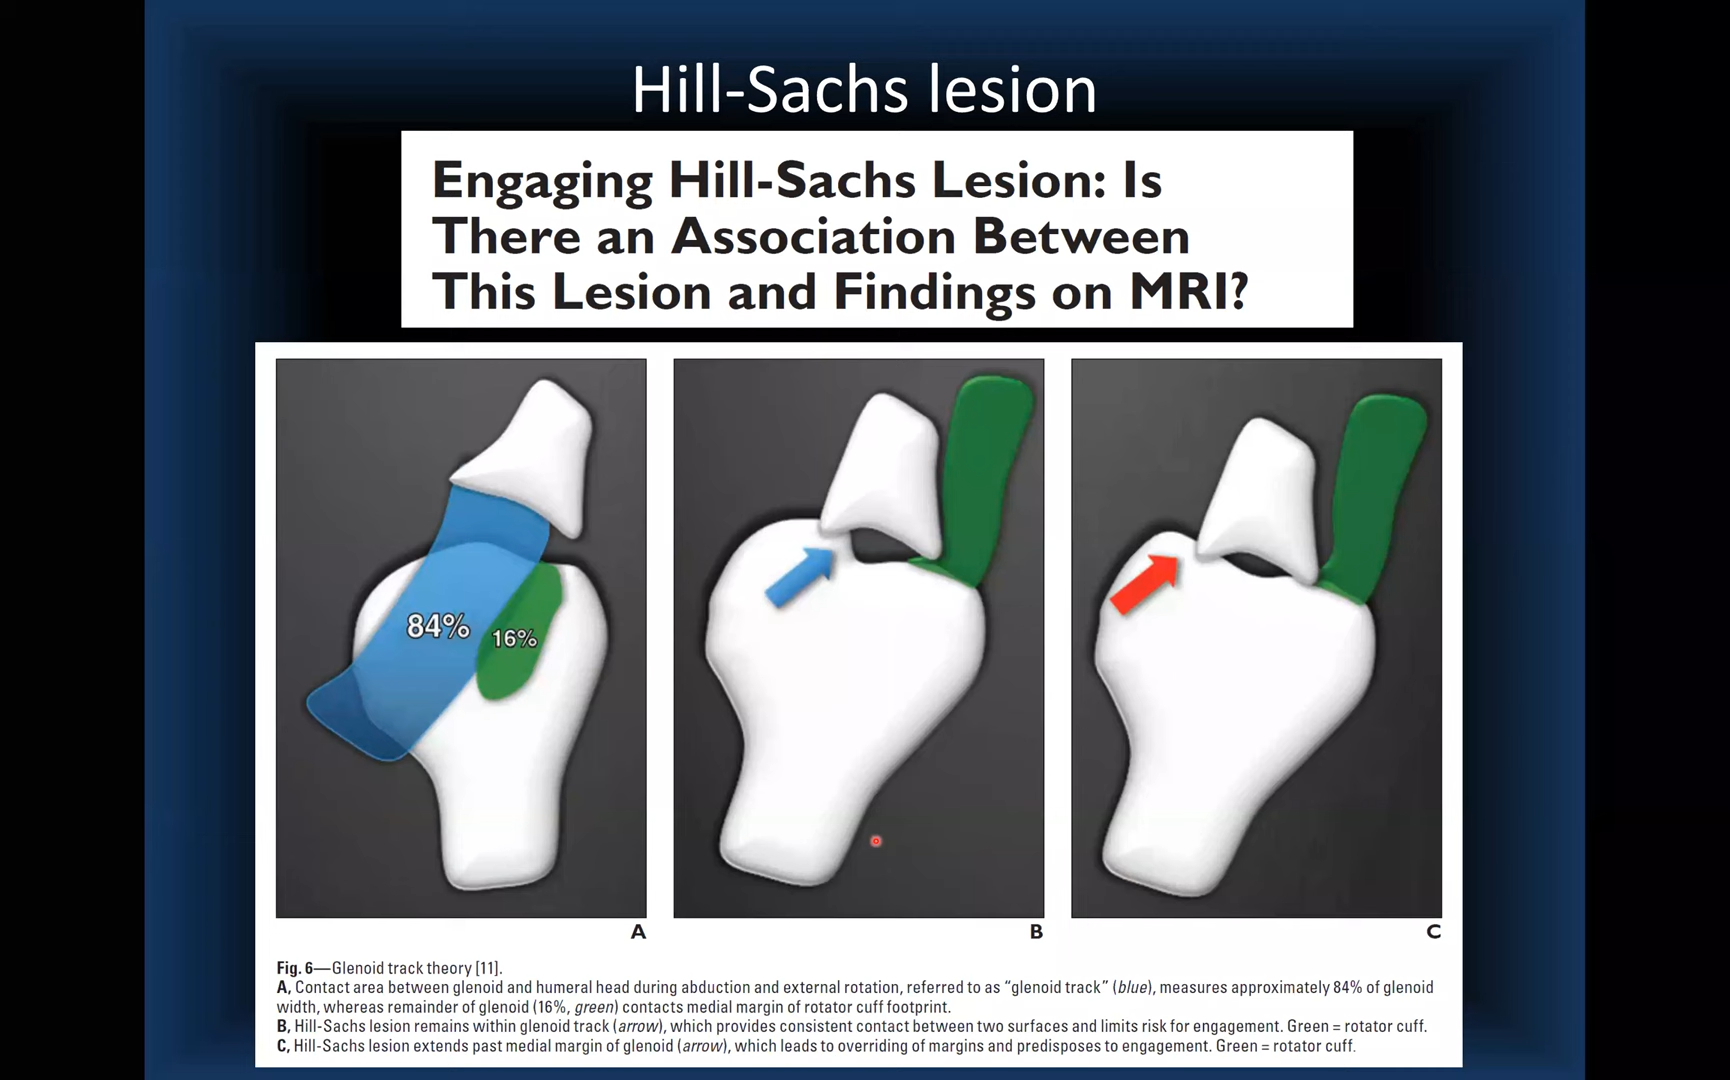 Hill-Sachs lesion
Engaging Hill-Sachs Lesion: Is
There an Association Between
This Lesion and Findings on MRI?
84%
16%
A
B
C
Fig. 6—Glenoid track theory [11].
A, Contact area between glenoid and humeral head during abduction and external rotation, referred to as “glenoid track” (blue), measures approximately 84% of glenoid
width, whereas remainder of glenoid (16%, green) contacts medial margin of rotator cuff footprint.
B, Hill-Sachs lesion remains within glenoid track (arrow), which provides consistent contact between two surfaces and limits risk for engagement. Green = rotator cuff.
C, Hill-Sachs lesion extends past medial margin of glenoid (arrow), which leads to overriding of margins and predisposes to engagement. Green = rotator cuff.